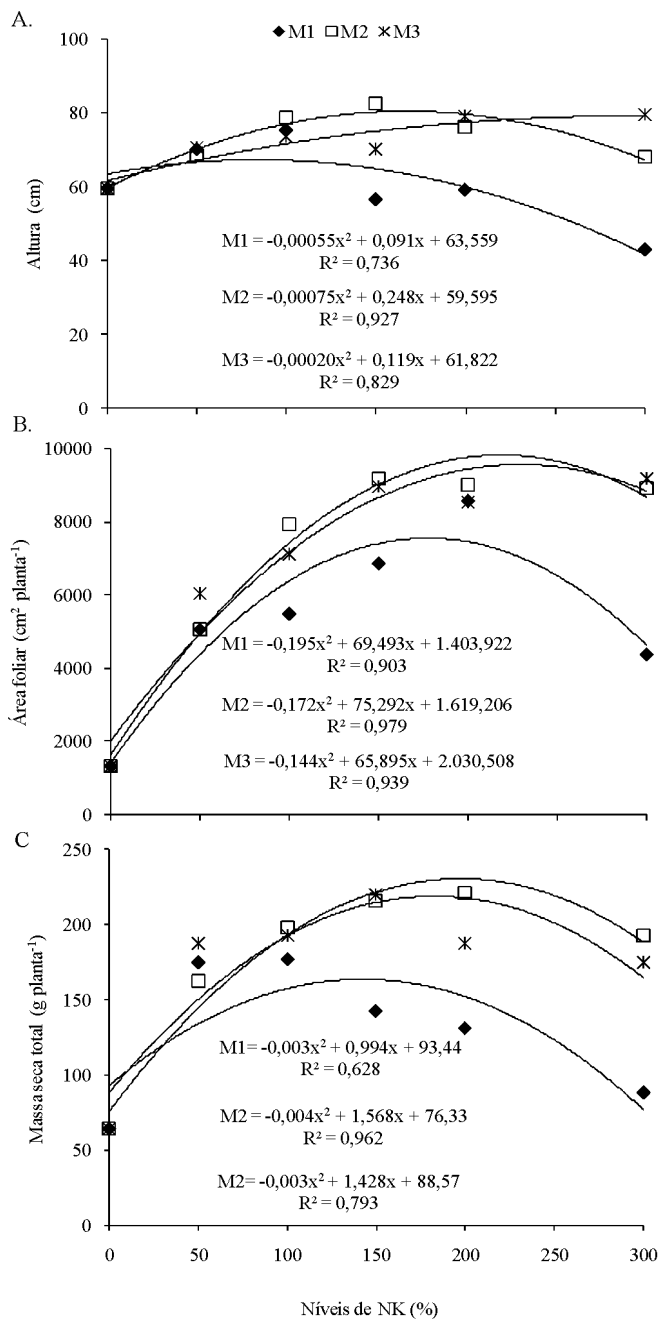 A.
◆M1 □M2 ✳M3
100
80
60
40
20
0
Altura (cm)
M1 = -0,00055x² + 0,091x + 63,559
R² = 0,736
M2 = -0,00075x² + 0,248x + 59,595
R² = 0,927
M3 = -0,00020x² + 0,119x + 61,822
R² = 0,829
B.
10000
8000
6000
4000
2000
0
Área foliar (cm² planta⁻¹)
M1 = -0,195x² + 69,493x + 1.403,922
R² = 0,903
M2 = -0,172x² + 75,292x + 1.619,206
R² = 0,979
M3 = -0,144x² + 65,895x + 2.030,508
R² = 0,939
C
250
200
150
100
50
0
Massa seca total (g planta⁻¹)
M1= -0,003x² + 0,994x + 93,44
R² = 0,628
M2 = -0,004x² + 1,568x + 76,33
R² = 0,962
M2= -0,003x² + 1,428x + 88,57
R² = 0,793
0 50 100 150 200 250 300
Níveis de NK (%)